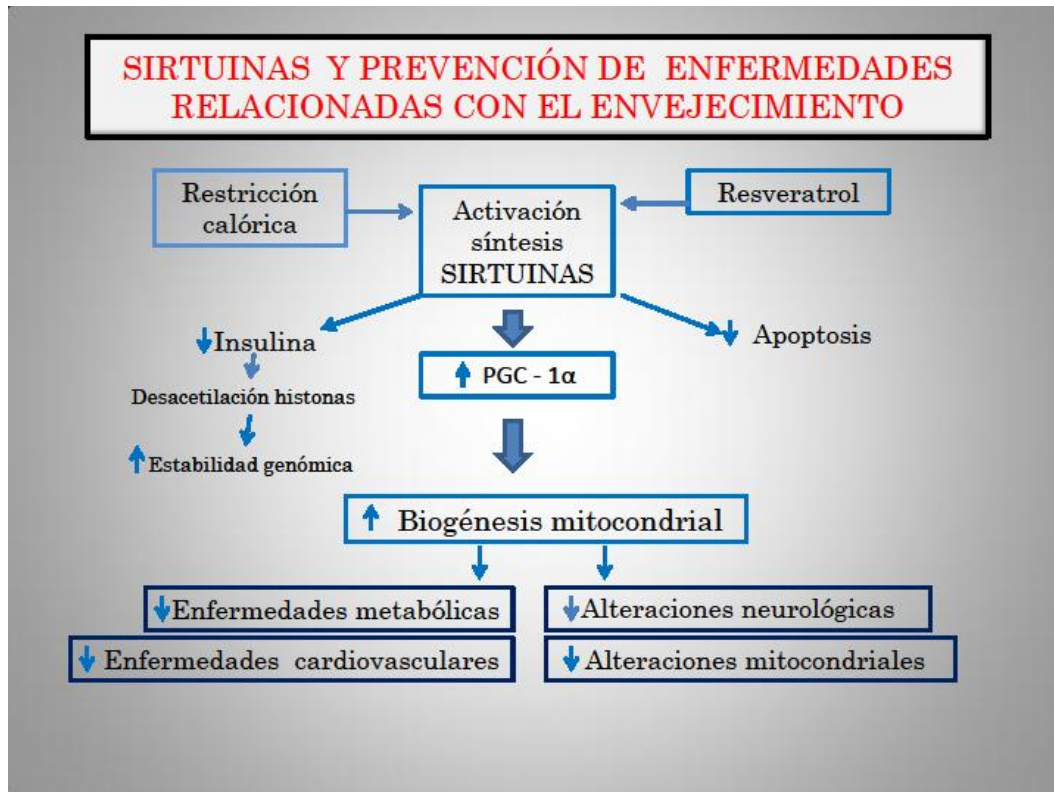 SIRTUINAS Y PREVENCIÓN DE ENFERMEDADES
RELACIONADAS CON EL ENVEJECIMIENTO
Restricción
calórica
Activación
síntesis
SIRTUINAS
Resveratrol
Insulina
Apoptosis
PGC - 1α
Desacetilación histonas
Estabilidad genómica
Biogénesis mitocondrial
Enfermedades metabólicas
Alteraciones neurológicas
Enfermedades cardiovasculares
Alteraciones mitocondriales